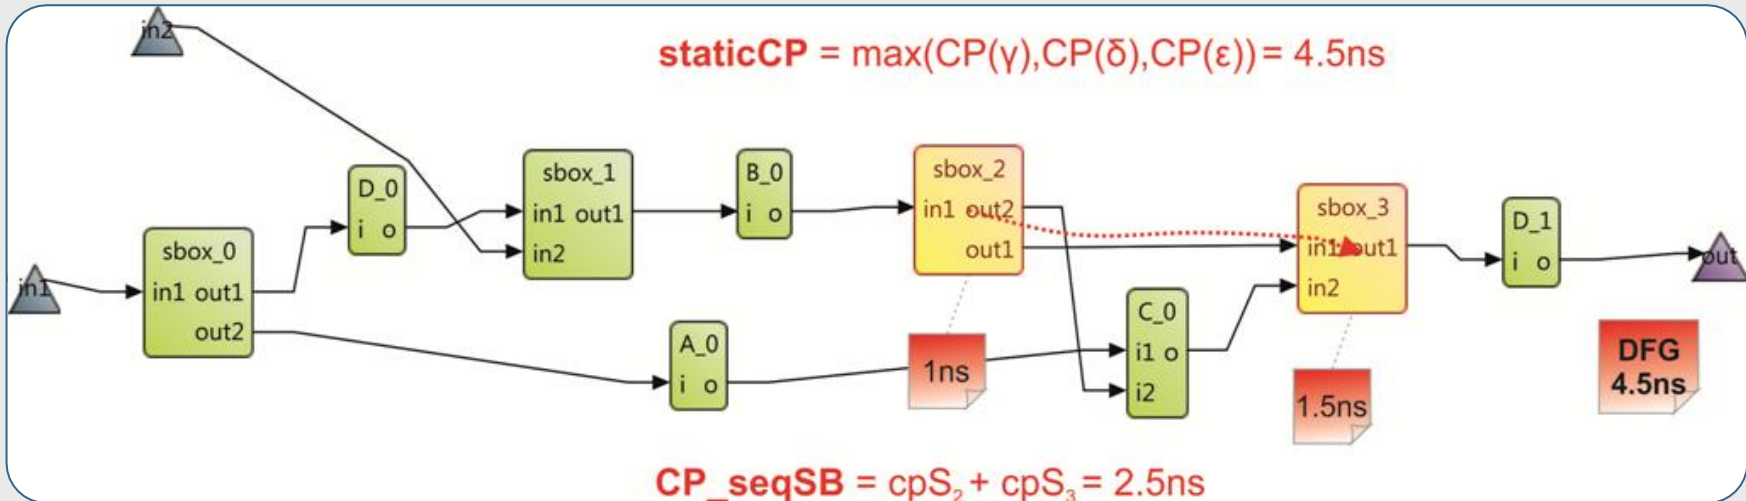 in2
staticCP = max(CP(γ),CP(δ),CP(ε)) = 4.5ns
in1
sbox_0
in1 out1
out2
D_0
i o
sbox_1
in1 out1
in2
A_0
i o
B_0
i o
sbox_2
in1 out2
out1
1ns
C_0
i1 o
i2
sbox_3
in1 out1
in2
1.5ns
D_1
i o
out
DFG
4.5ns
CP_seqSB = cpS₂ + cpS₃ = 2.5ns